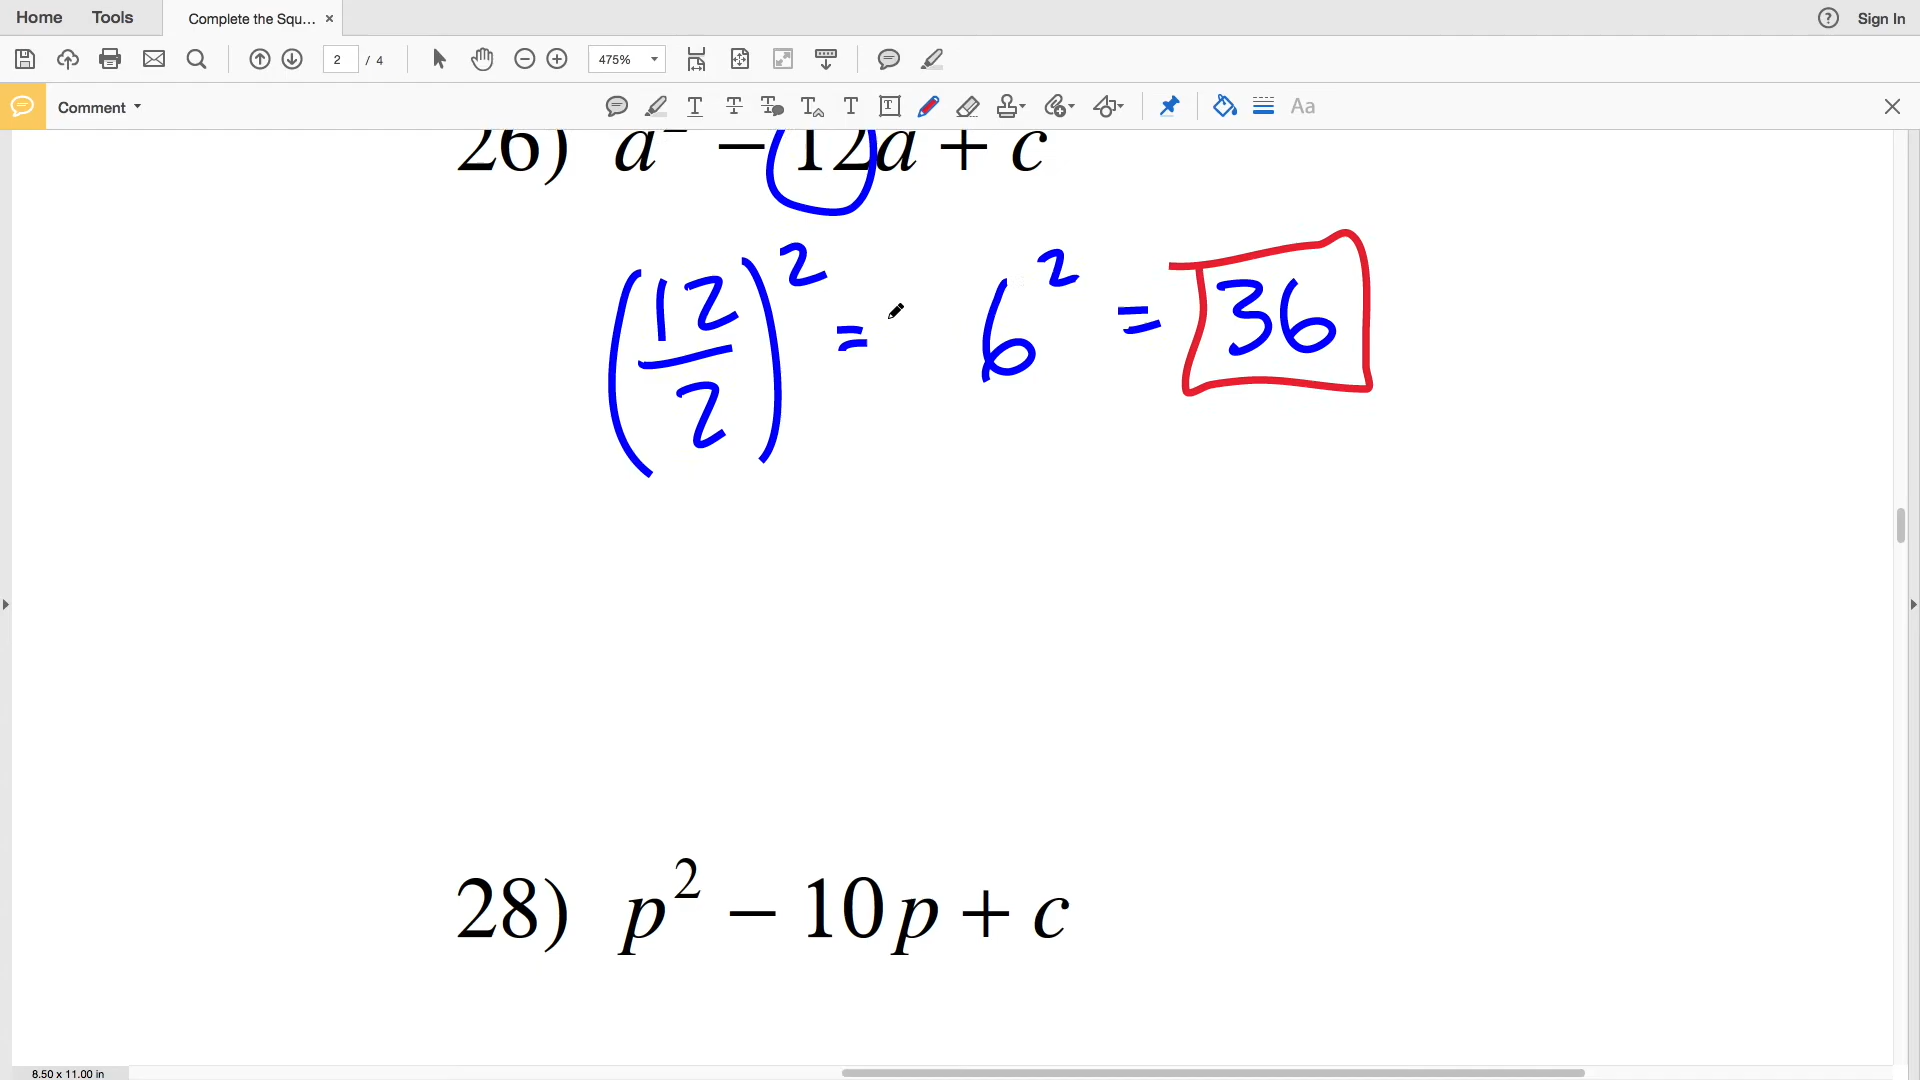 Home Tools Complete the Squ... × ? Sign In
2 / 4 475%
Comment Aa
26) a² − 12a + c
(12/2)² = 6² = 36
28) p² − 10p + c
8.50 x 11.00 in